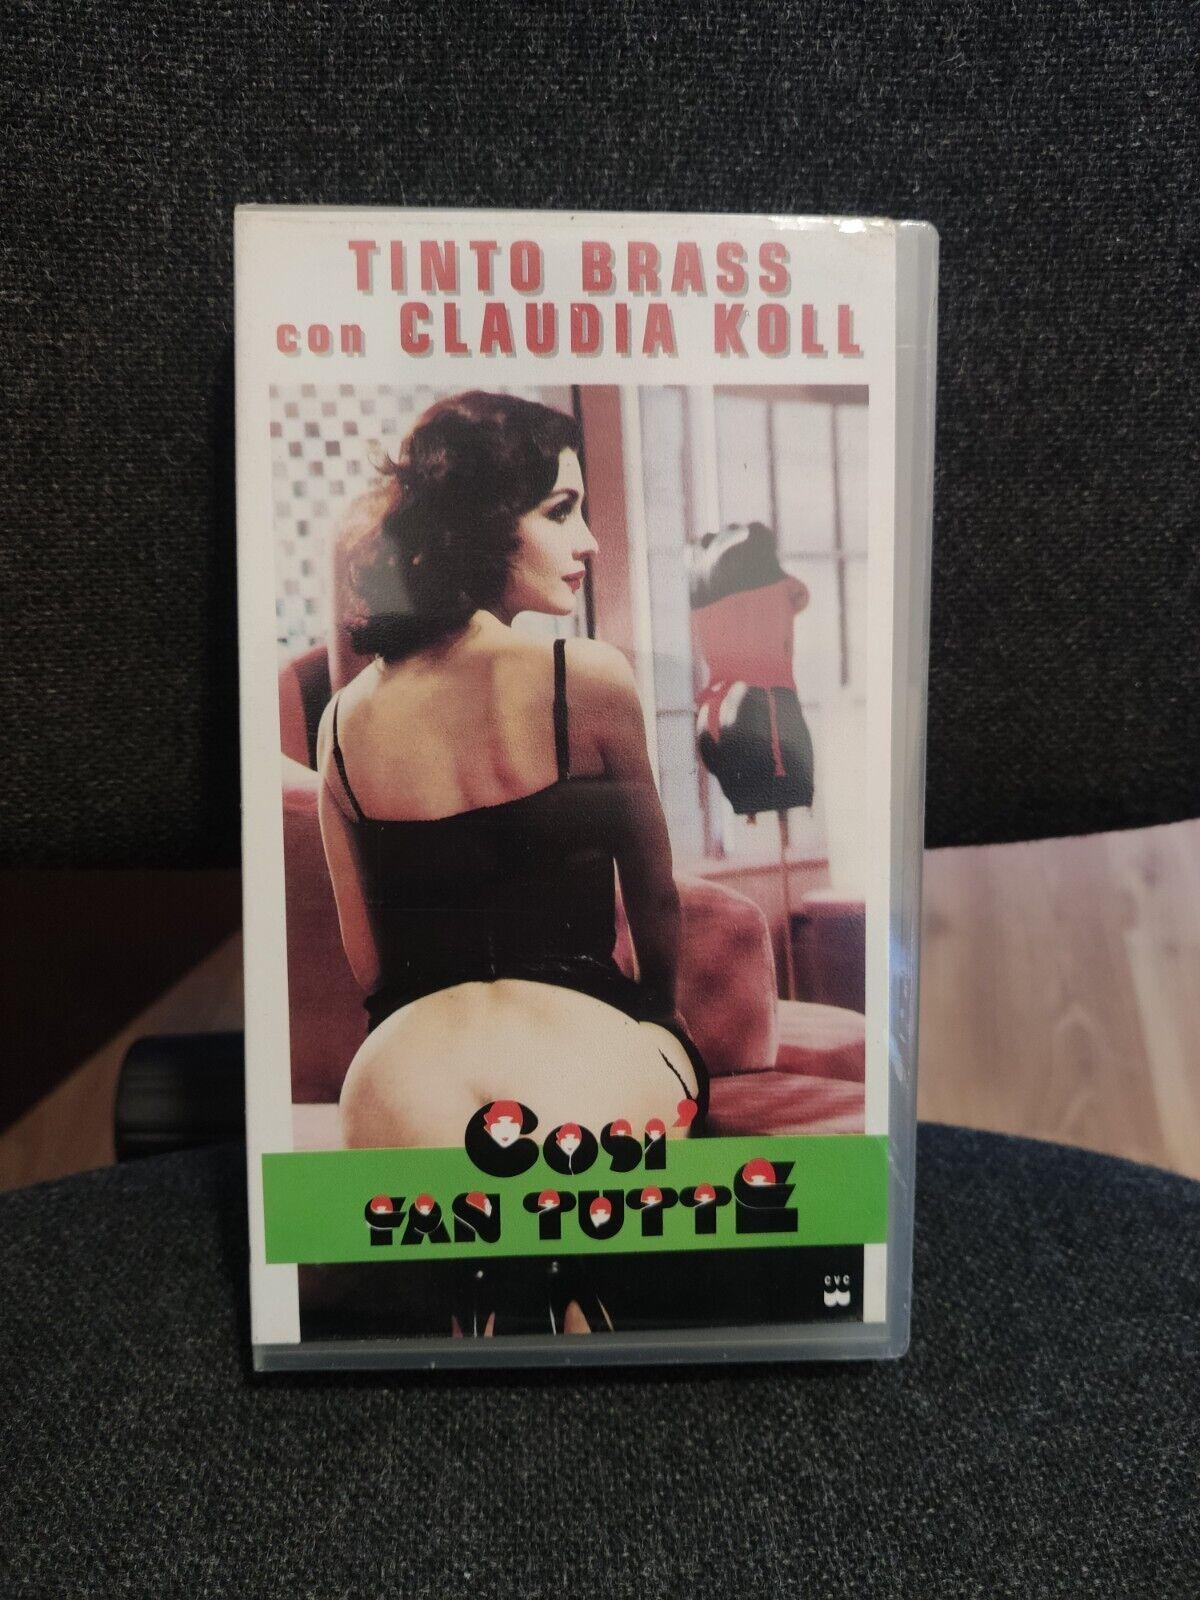 TINTO BRASS
con CLAUDIA KOLL
COSI'
FAN TUTTE
CVC